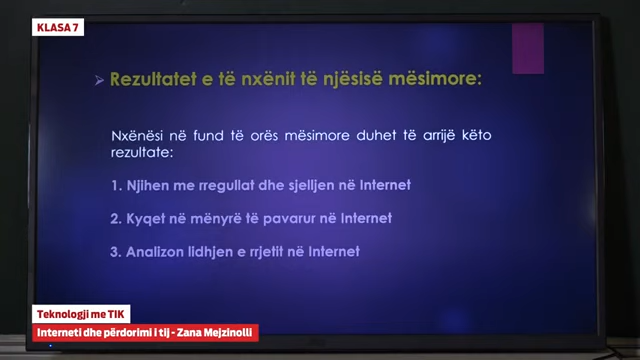 KLASA 7
Rezultatet e të nxënit të njësisë mësimore:
Nxënësi në fund të orës mësimore duhet të arrijë këto
rezultate:
1. Njihen me rregullat dhe sjelljen në Internet
2. Kyqet në mënyrë të pavarur në Internet
3. Analizon lidhjen e rrjetit në Internet
Teknologji me TIK
Interneti dhe përdorimi i tij - Zana Mejzinolli